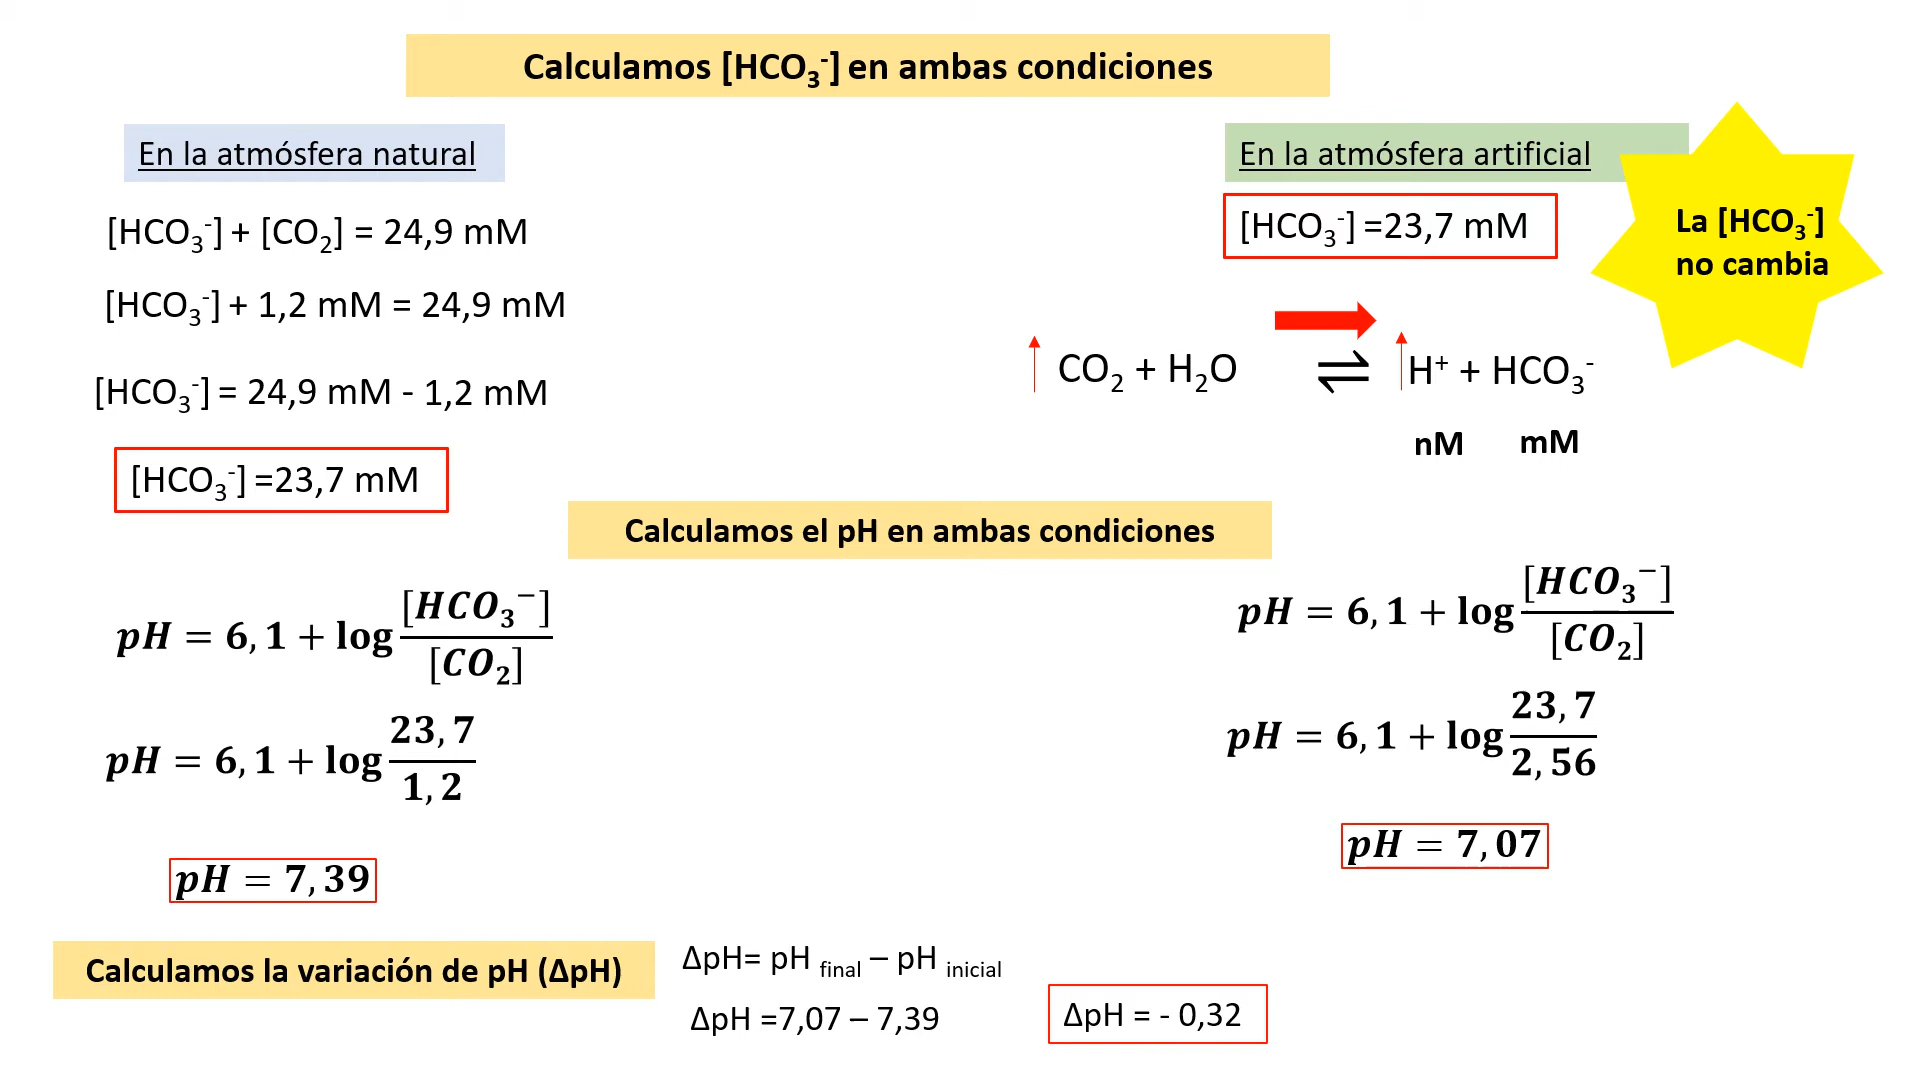 Calculamos [HCO₃⁻] en ambas condiciones
En la atmósfera natural
[HCO₃⁻] + [CO₂] = 24,9 mM
[HCO₃⁻] + 1,2 mM = 24,9 mM
[HCO₃⁻] = 24,9 mM - 1,2 mM
[HCO₃⁻] =23,7 mM
En la atmósfera artificial
[HCO₃⁻] =23,7 mM
La [HCO₃⁻]
no cambia
CO₂ + H₂O ⇌ H⁺ + HCO₃⁻
nM mM
Calculamos el pH en ambas condiciones
pH = 6,1 + log [HCO₃⁻]/[CO₂]
pH = 6,1 + log 23,7/1,2
pH = 7,39
pH = 6,1 + log [HCO₃⁻]/[CO₂]
pH = 6,1 + log 23,7/2,56
pH = 7,07
Calculamos la variación de pH (ΔpH)
ΔpH= pH final – pH inicial
ΔpH =7,07 – 7,39
ΔpH = - 0,32